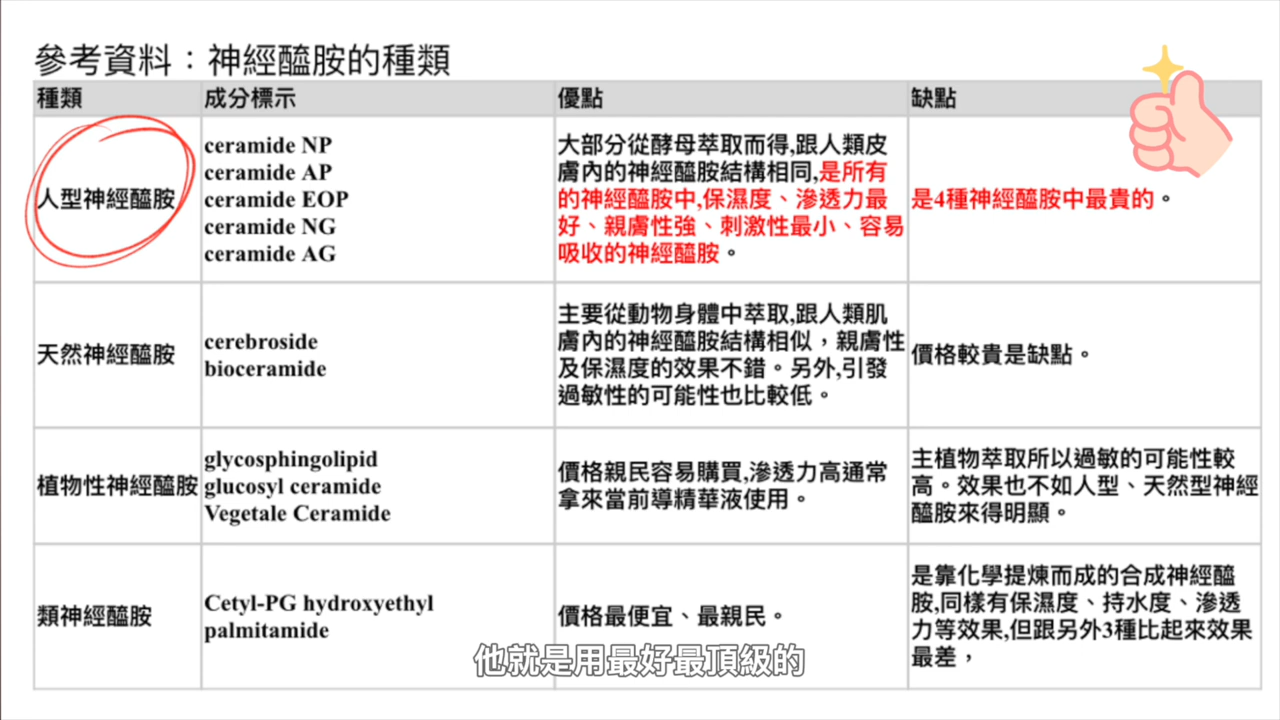 參考資料：神經醯胺的種類
種類
成分標示
優點
缺點
人型神經醯胺
ceramide NP
ceramide AP
ceramide EOP
ceramide NG
ceramide AG
大部分從酵母萃取而得,跟人類皮
膚內的神經醯胺結構相同,是所有
的神經醯胺中,保濕度、滲透力最
好、親膚性強、刺激性最小、容易
吸收的神經醯胺。
是4種神經醯胺中最貴的。
天然神經醯胺
cerebroside
bioceramide
主要從動物身體中萃取,跟人類肌
膚內的神經醯胺結構相似，親膚性
及保濕度的效果不錯。另外,引發
過敏性的可能性也比較低。
價格較貴是缺點。
植物性神經醯胺
glycosphingolipid
glucosyl ceramide
Vegetale Ceramide
價格親民容易購買,滲透力高通常
拿來當前導精華液使用。
主植物萃取所以過敏的可能性較
高。效果也不如人型、天然型神經
醯胺來得明顯。
類神經醯胺
Cetyl-PG hydroxyethyl
palmitamide
價格最便宜、最親民。
是靠化學提煉而成的合成神經醯
胺,同樣有保濕度、持水度、滲透
力等效果,但跟另外3種比起來效果
最差，
他就是用最好最頂級的